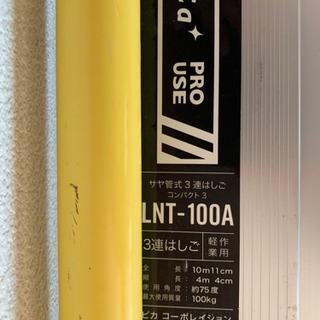 PRO
USE
サヤ管式3連はしご
コンパクト3
LNT-100A
3連はしご 軽作業用
全 長: 10m11cm
縮 長: 4m 4cm
使用角度: 約75度
最大使用質量: 100kg
ピカ コーポレイション